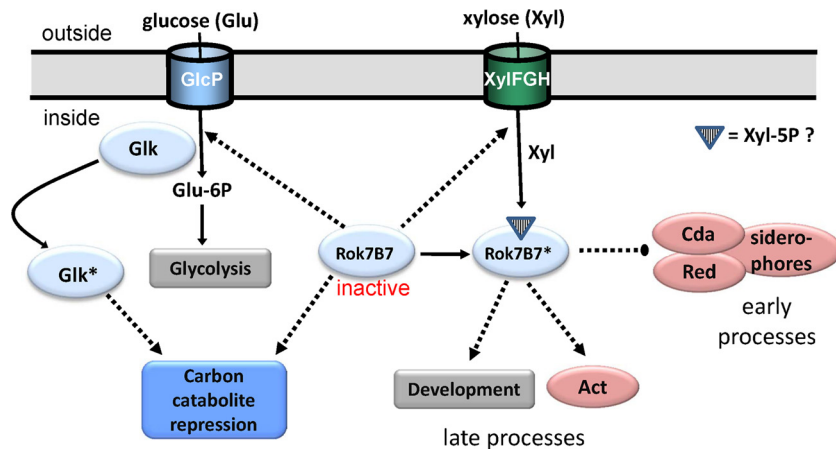 outside
glucose (Glu)
xylose (Xyl)
GlcP
XylFGH
inside
Glk
Glu-6P
Xyl
= Xyl-5P ?
Glk*
Glycolysis
Rok7B7
inactive
Rok7B7*
Cda
Red
sidero-
phores
early
processes
Carbon
catabolite
repression
Development
Act
late processes